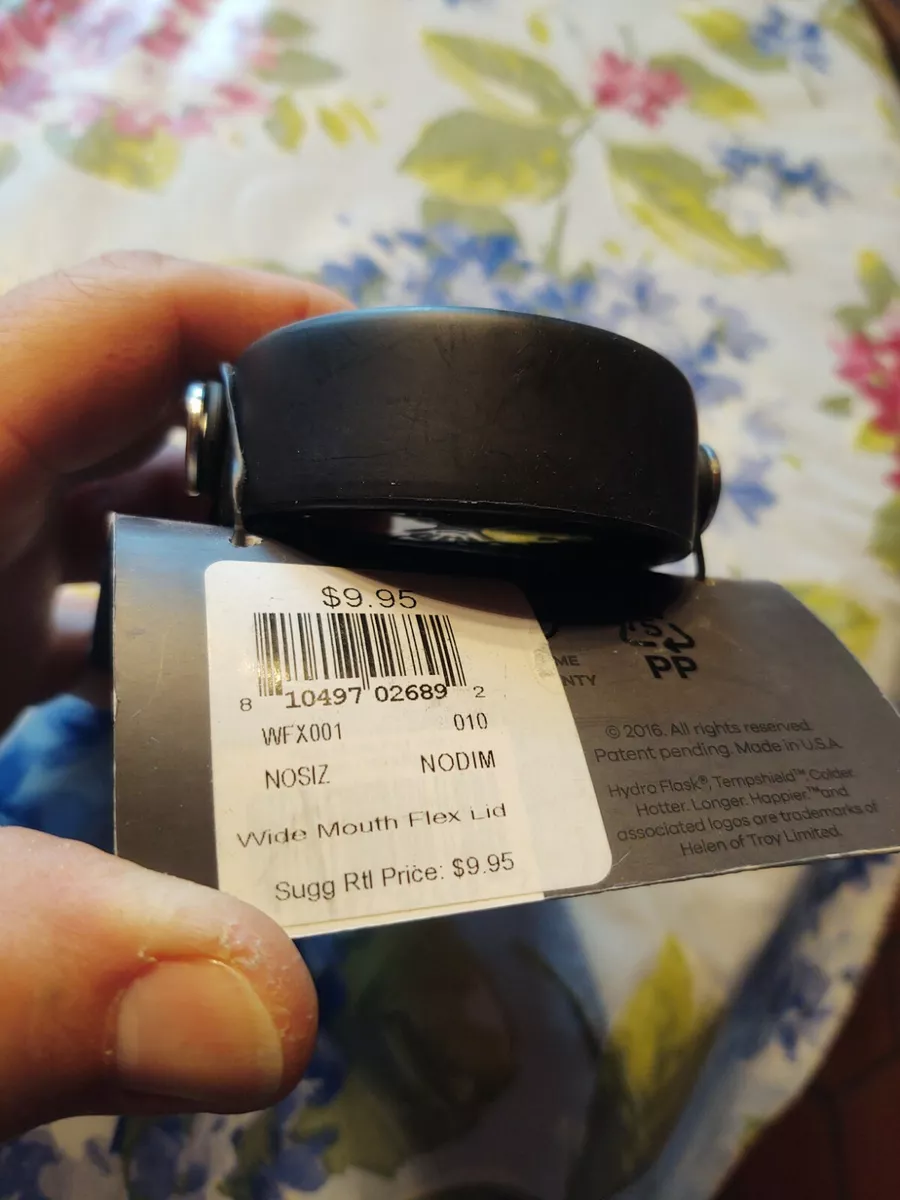 $9.95
8 10497 02689 2
WFX001 010
NOSIZ NODIM
Wide Mouth Flex Lid
Sugg Rtl Price: $9.95
ME
NTY
5
PP
© 2016. All rights reserved.
Patent pending. Made in U.S.A.
Hydro Flask®, Tempshield™, Colder.
Hotter. Longer. Happier.™ and
associated logos are trademarks of
Helen of Troy Limited.